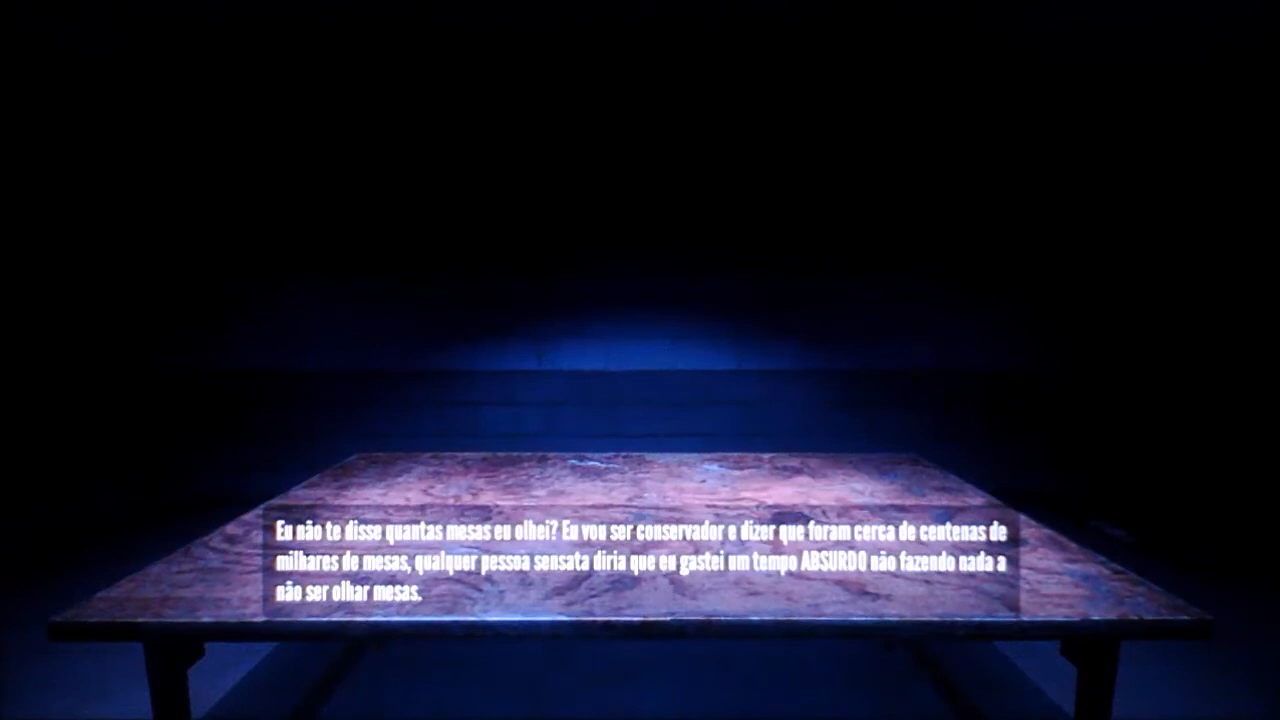 Eu não te disse quantas mesas eu olhei? Eu vou ser conservador e dizer que foram cerca de centenas de
milhares de mesas, qualquer pessoa sensata diria que eu gastei um tempo ABSURDO não fazendo nada a
não ser olhar mesas.